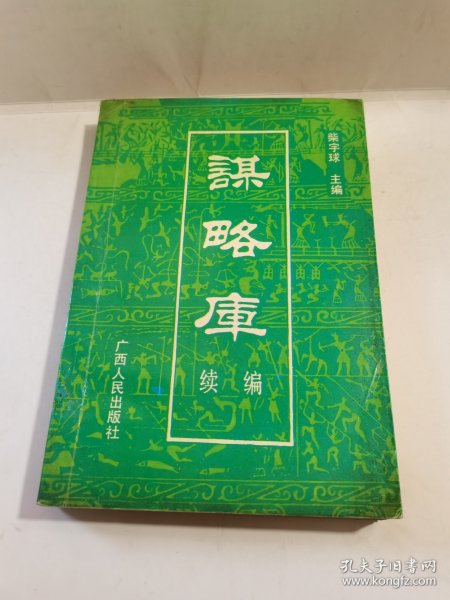 柴宇球 主编
謀略庫
续编
广西人民出版社
孔夫子旧书网
www.kongfz.com